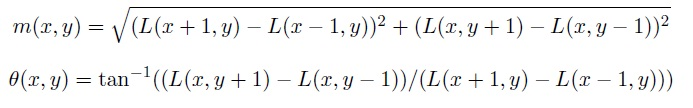 m(x, y) = √(L(x + 1, y) − L(x − 1, y))² + (L(x, y + 1) − L(x, y − 1))²
θ(x, y) = tan⁻¹((L(x, y + 1) − L(x, y − 1))/(L(x + 1, y) − L(x − 1, y)))